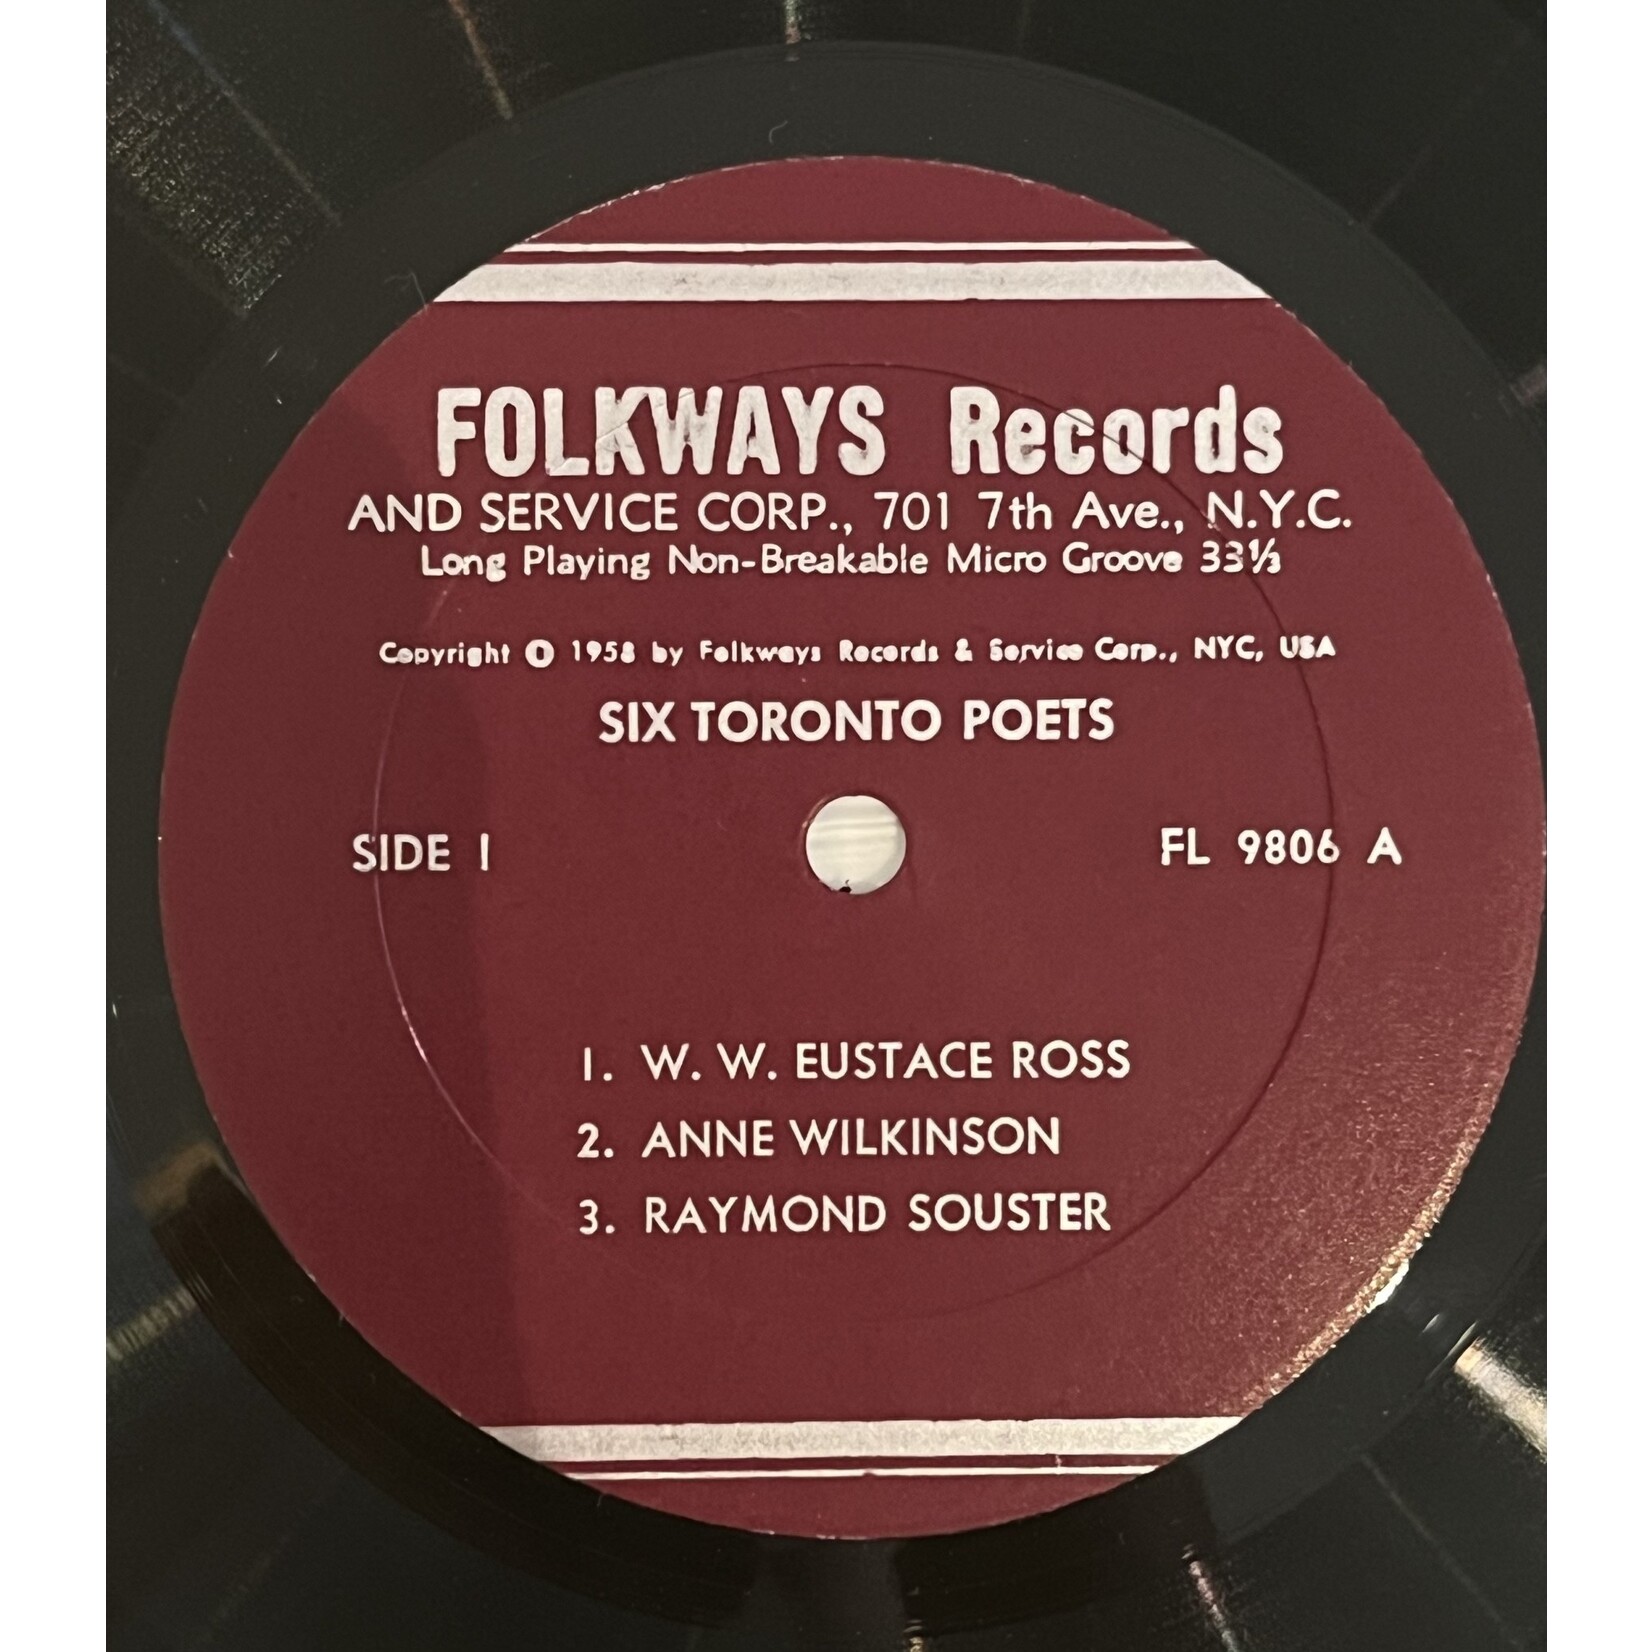 FOLKWAYS Records
AND SERVICE CORP., 701 7th Ave., N.Y.C.
Long Playing Non-Breakable Micro Groove 33⅓
Copyright © 1958 by Folkways Records & Service Corp., NYC, USA
SIX TORONTO POETS
SIDE 1 FL 9806 A
1. W. W. EUSTACE ROSS
2. ANNE WILKINSON
3. RAYMOND SOUSTER